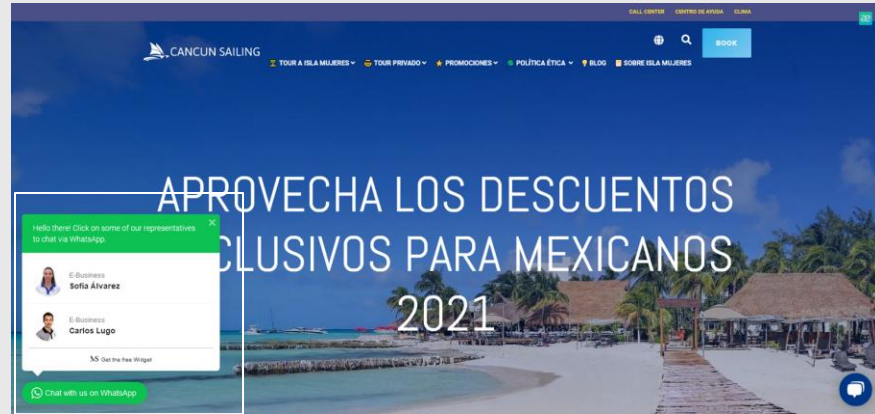 CALL CENTER CENTRO DE AYUDA CLIMA
CANCUN SAILING
BOOK
TOUR A ISLA MUJERES TOUR PRIVADO PROMOCIONES POLÍTICA ÉTICA BLOG SOBRE ISLA MUJERES
APROVECHA LOS DESCUENTOS
CLUSIVOS PARA MEXICANOS
2021
Hello there! Click on some of our representatives
to chat via WhatsApp.
E-Business
Sofía Álvarez
E-Business
Carlos Lugo
Get the free Widget
Chat with us on WhatsApp